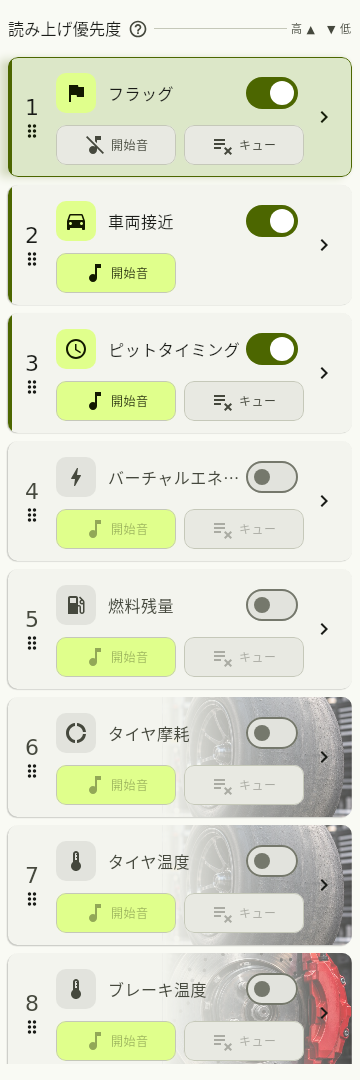 読み上げ優先度 高▲ ▼低
1
フラッグ
開始音 キュー
2
車両接近
開始音
3
ピットタイミング
開始音 キュー
4
バーチャルエネ…
開始音 キュー
5
燃料残量
開始音 キュー
6
タイヤ摩耗
開始音 キュー
7
タイヤ温度
開始音 キュー
8
ブレーキ温度
開始音 キュー